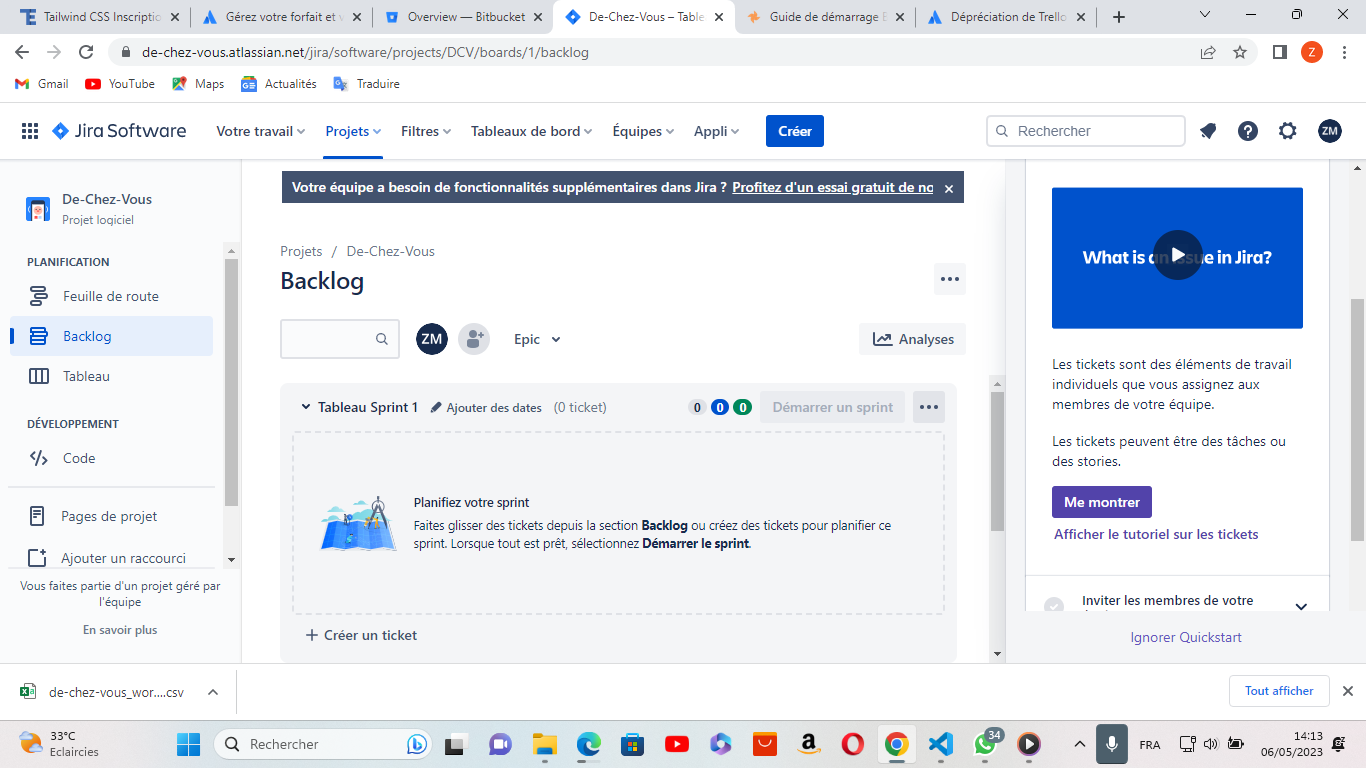 Tailwind CSS Inscriptio
Gérez votre forfait et v
Overview — Bitbucket
De-Chez-Vous – Table
Guide de démarrage B
Dépréciation de Trello
de-chez-vous.atlassian.net/jira/software/projects/DCV/boards/1/backlog
Z
Gmail
YouTube
Maps
Actualités
Traduire
Jira Software
Votre travail
Projets
Filtres
Tableaux de bord
Équipes
Appli
Créer
Rechercher
ZM
De-Chez-Vous
Projet logiciel
PLANIFICATION
Feuille de route
Backlog
Tableau
DÉVELOPPEMENT
Code
Pages de projet
Ajouter un raccourci
Vous faites partie d'un projet géré par
l'équipe
En savoir plus
Votre équipe a besoin de fonctionnalités supplémentaires dans Jira ? Profitez d'un essai gratuit de no
Projets / De-Chez-Vous
Backlog
ZM
Epic
Analyses
Tableau Sprint 1 Ajouter des dates (0 ticket) 0 0 0 Démarrer un sprint
Planifiez votre sprint
Faites glisser des tickets depuis la section Backlog ou créez des tickets pour planifier ce
sprint. Lorsque tout est prêt, sélectionnez Démarrer le sprint.
+ Créer un ticket
What is an issue in Jira?
Les tickets sont des éléments de travail
individuels que vous assignez aux
membres de votre équipe.
Les tickets peuvent être des tâches ou
des stories.
Me montrer
Afficher le tutoriel sur les tickets
Inviter les membres de votre
Ignorer Quickstart
de-chez-vous_wor....csv
Tout afficher
33°C
Eclaircies
Rechercher
34
FRA
14:13
06/05/2023